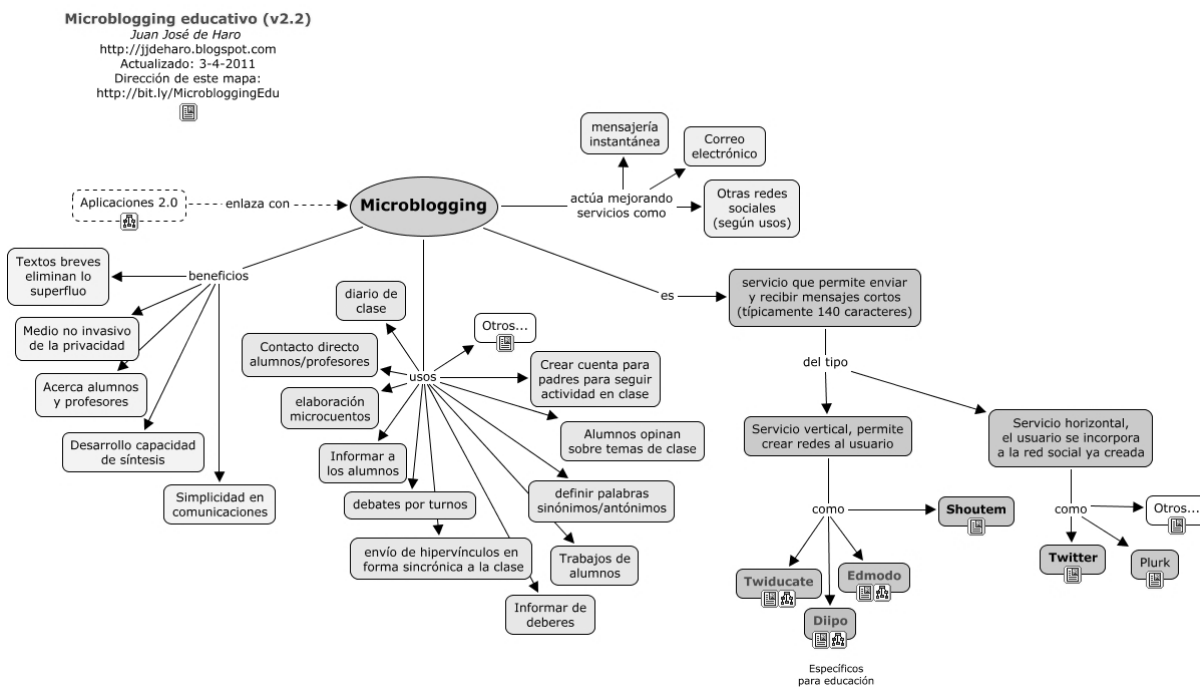 Microblogging educativo (v2.2)
Juan José de Haro
http://jjdeharo.blogspot.com
Actualizado: 3-4-2011
Dirección de este mapa:
http://bit.ly/MicrobloggingEdu
mensajería
instantánea
Correo
electrónico
actúa mejorando
servicios como
Otras redes
sociales
(según usos)
Aplicaciones 2.0
enlaza con
Microblogging
beneficios
Textos breves
eliminan lo
superfluo
Medio no invasivo
de la privacidad
Acerca alumnos
y profesores
Desarrollo capacidad
de síntesis
Simplicidad en
comunicaciones
usos
diario de
clase
Otros...
Contacto directo
alumnos/profesores
Crear cuenta para
padres para seguir
actividad en clase
elaboración
microcuentos
Alumnos opinan
sobre temas de clase
Informar a
los alumnos
definir palabras
sinónimos/antónimos
debates por turnos
envío de hipervínculos en
forma sincrónica a la clase
Trabajos de
alumnos
Informar de
deberes
es
servicio que permite enviar
y recibir mensajes cortos
(típicamente 140 caracteres)
del tipo
Servicio vertical, permite
crear redes al usuario
como
Shoutem
Twiducate
Edmodo
Diipo
Específicos
para educación
Servicio horizontal,
el usuario se incorpora
a la red social ya creada
como
Otros...
Twitter
Plurk